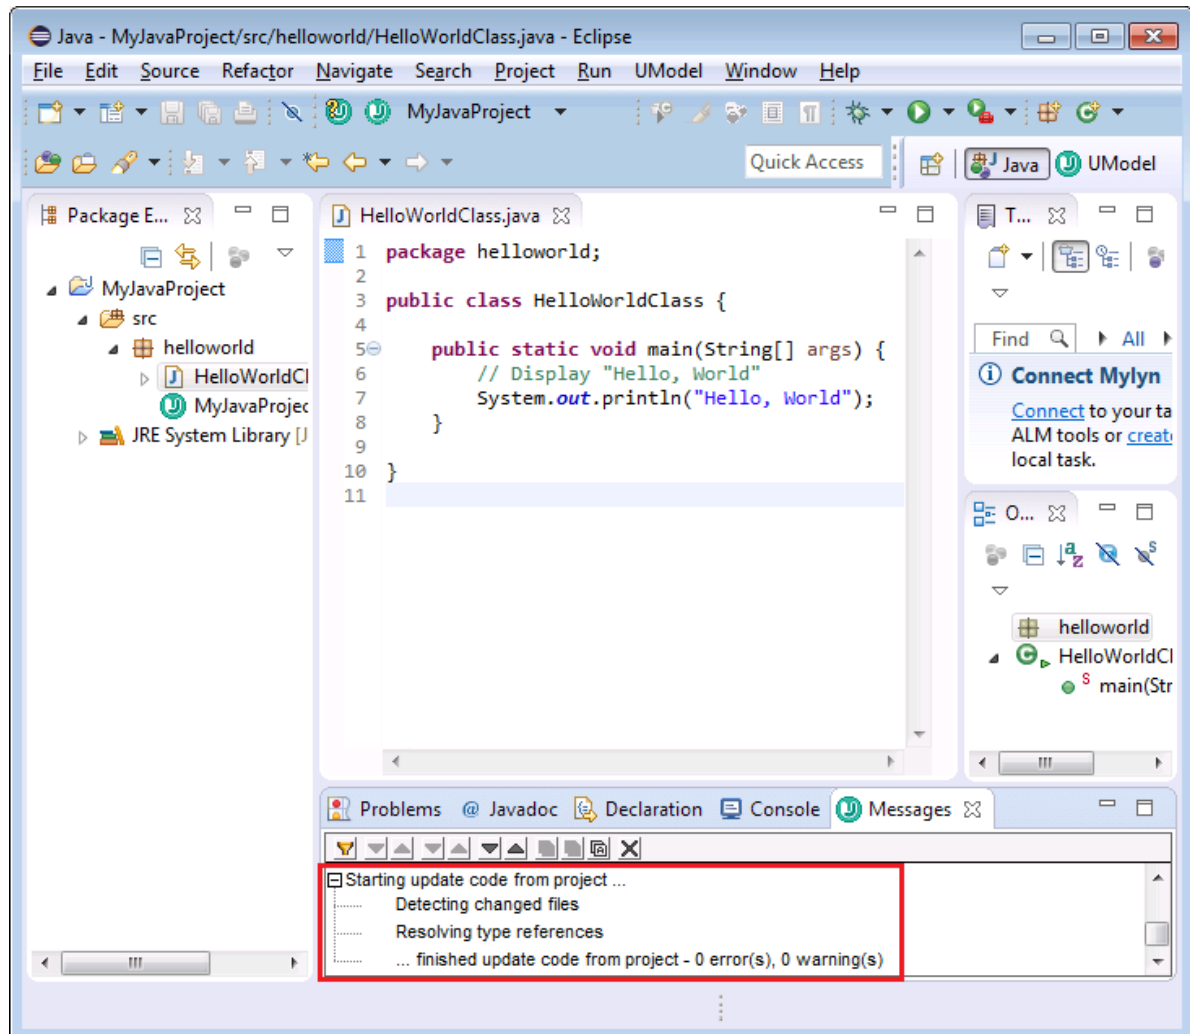 Java - MyJavaProject/src/helloworld/HelloWorldClass.java - Eclipse
File Edit Source Refactor Navigate Search Project Run UModel Window Help
MyJavaProject
Quick Access Java UModel
Package E...
MyJavaProject
src
helloworld
HelloWorldCl
MyJavaProjec
JRE System Library [J
HelloWorldClass.java
1 package helloworld;
2
3 public class HelloWorldClass {
4
5 public static void main(String[] args) {
6 // Display "Hello, World"
7 System.out.println("Hello, World");
8 }
9
10 }
11
T...
Find All
Connect Mylyn
Connect to your ta
ALM tools or create
local task.
O...
helloworld
HelloWorldCl
main(Str
Problems @ Javadoc Declaration Console Messages
Starting update code from project ...
Detecting changed files
Resolving type references
... finished update code from project - 0 error(s), 0 warning(s)